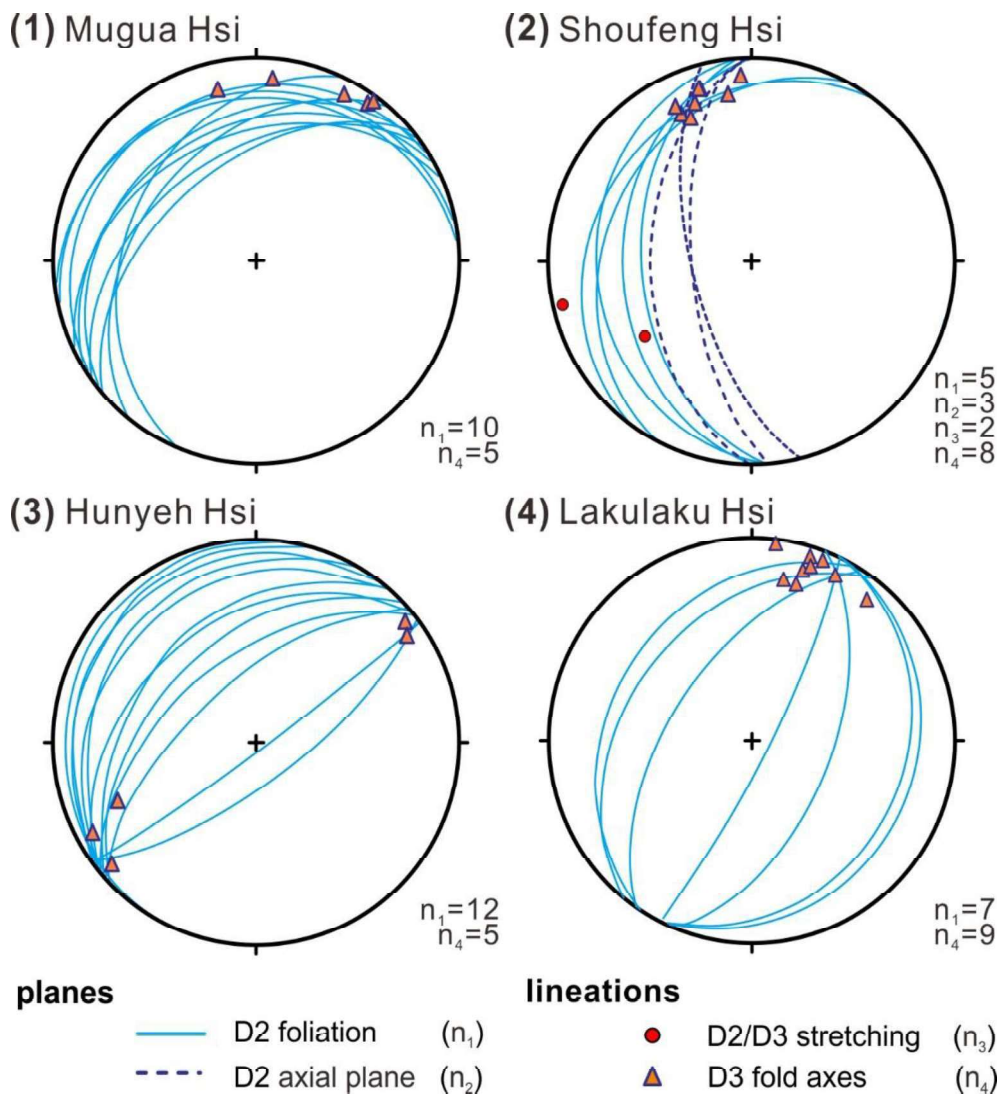 (1) Mugua Hsi
n₁=10
n₄=5
(2) Shoufeng Hsi
n₁=5
n₂=3
n₃=2
n₄=8
(3) Hunyeh Hsi
n₁=12
n₄=5
(4) Lakulaku Hsi
n₁=7
n₄=9
planes
D2 foliation (n₁)
D2 axial plane (n₂)
lineations
D2/D3 stretching (n₃)
D3 fold axes (n₄)